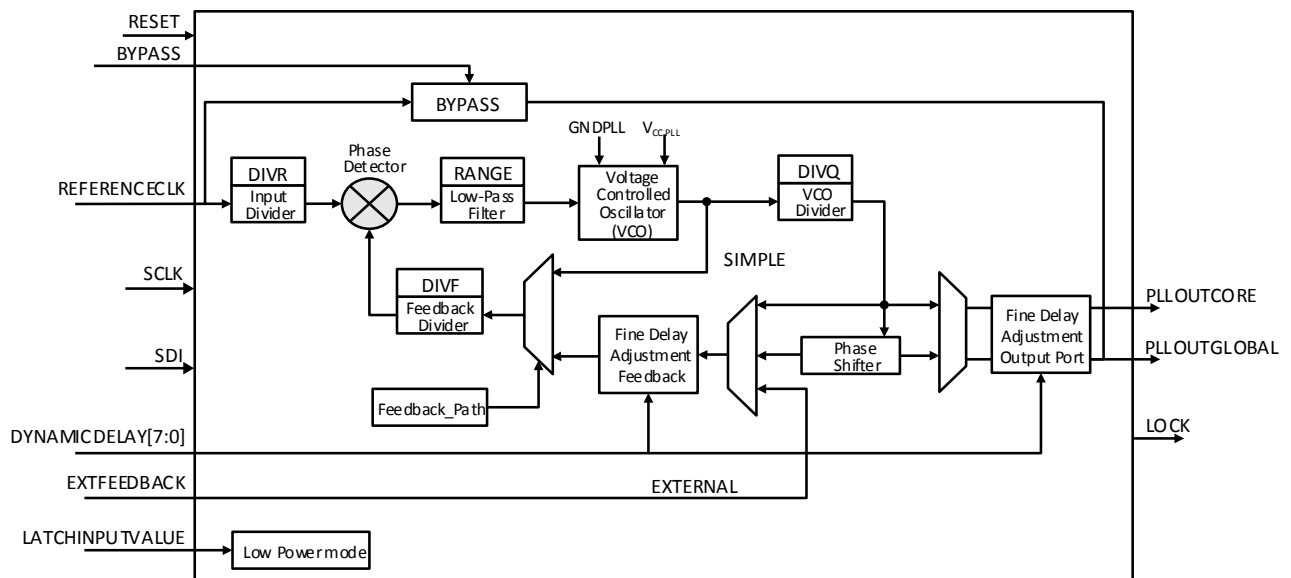 RESET
BYPASS
BYPASS
GNDPLL
VCCPLL
Phase
Detector
DIVR
Input
Divider
RANGE
Low-Pass
Filter
Voltage
Controlled
Oscillator
(VCO)
DIVQ
VCO
Divider
REFERENCECLK
SIMPLE
SCLK
DIVF
Feedback
Divider
Fine Delay
Adjustment
Feedback
Phase
Shifter
Fine Delay
Adjustment
Output Port
PLLOUTCORE
PLLOUTGLOBAL
SDI
Feedback_Path
DYNAMICDELAY[7:0]
LOCK
EXTFEEDBACK
EXTERNAL
LATCHINPUTVALUE
Low Power mode